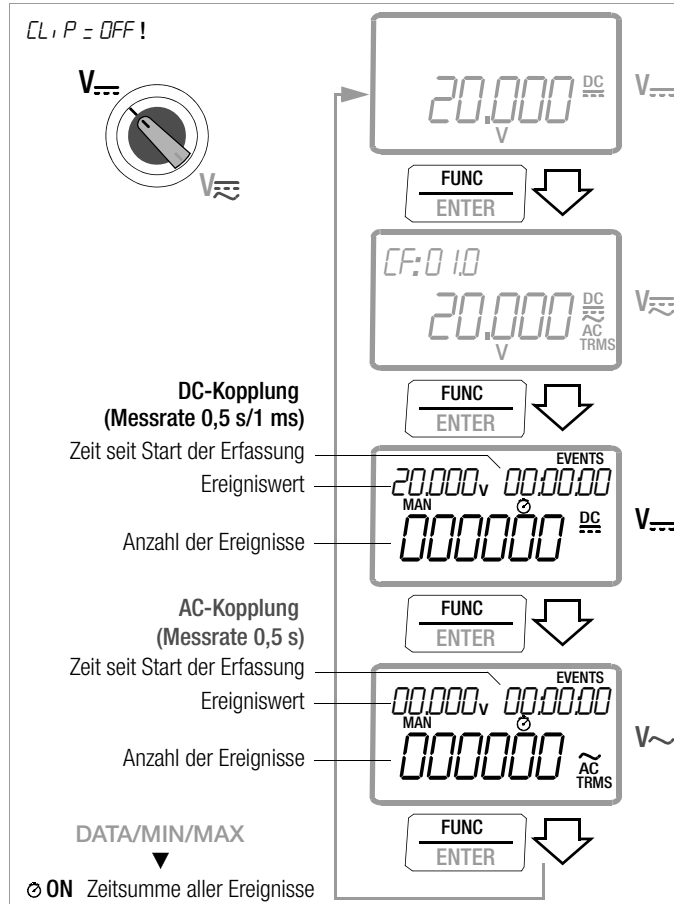 CLiP = OFF !
V
V
20.000 DC
V
V
FUNC
ENTER
CF:01.0
20.000 DC
V
AC
TRMS
V
DC-Kopplung
(Messrate 0,5 s/1 ms)
FUNC
ENTER
Zeit seit Start der Erfassung
Ereigniswert
Anzahl der Ereignisse
EVENTS
20.000 V 00:00:00
MAN
000000 DC
V
AC-Kopplung
(Messrate 0,5 s)
FUNC
ENTER
Zeit seit Start der Erfassung
Ereigniswert
Anzahl der Ereignisse
EVENTS
00.000 V 00:00:00
MAN
000000 ~
AC
TRMS
V~
DATA/MIN/MAX
▼
ON Zeitsumme aller Ereignisse
FUNC
ENTER